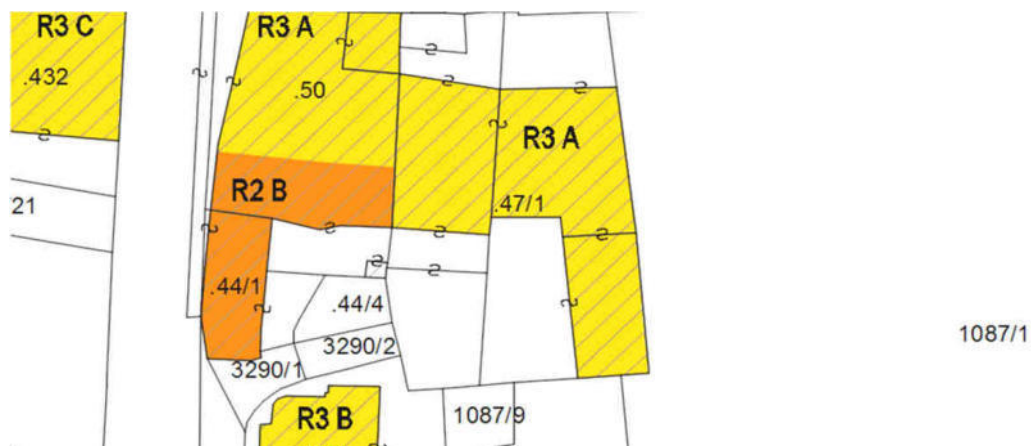 R3 C
R3 A
.432
.50
R3 A
R2 B
.47/1
21
.44/1
.44/4
1087/1
3290/2
3290/1
R3 B
1087/9